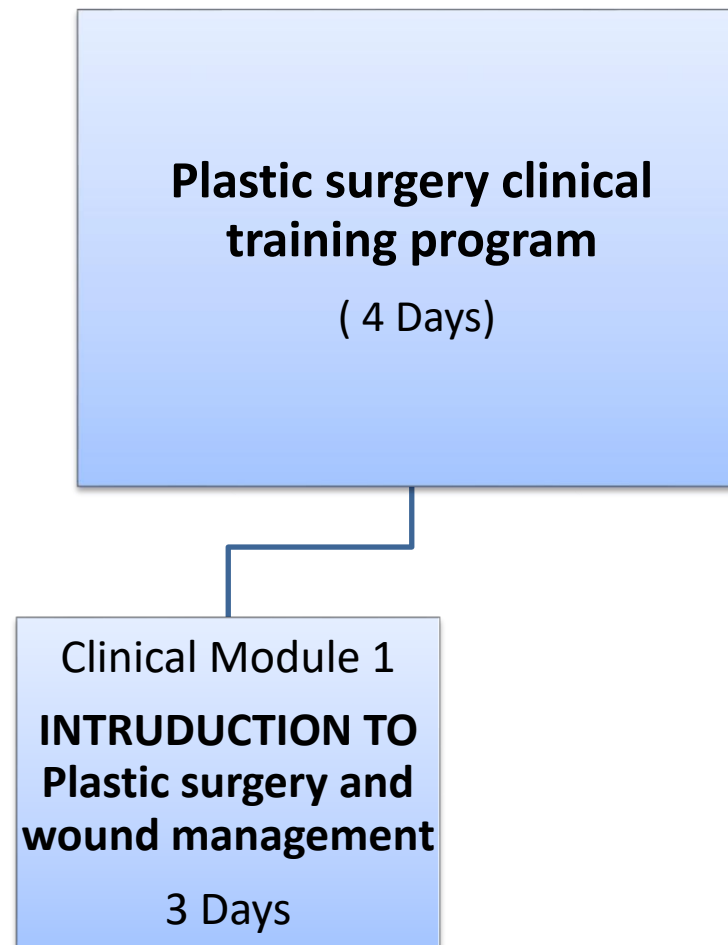 Plastic surgery clinical
training program
( 4 Days)
Clinical Module 1
INTRUDUCTION TO
Plastic surgery and
wound management
3 Days